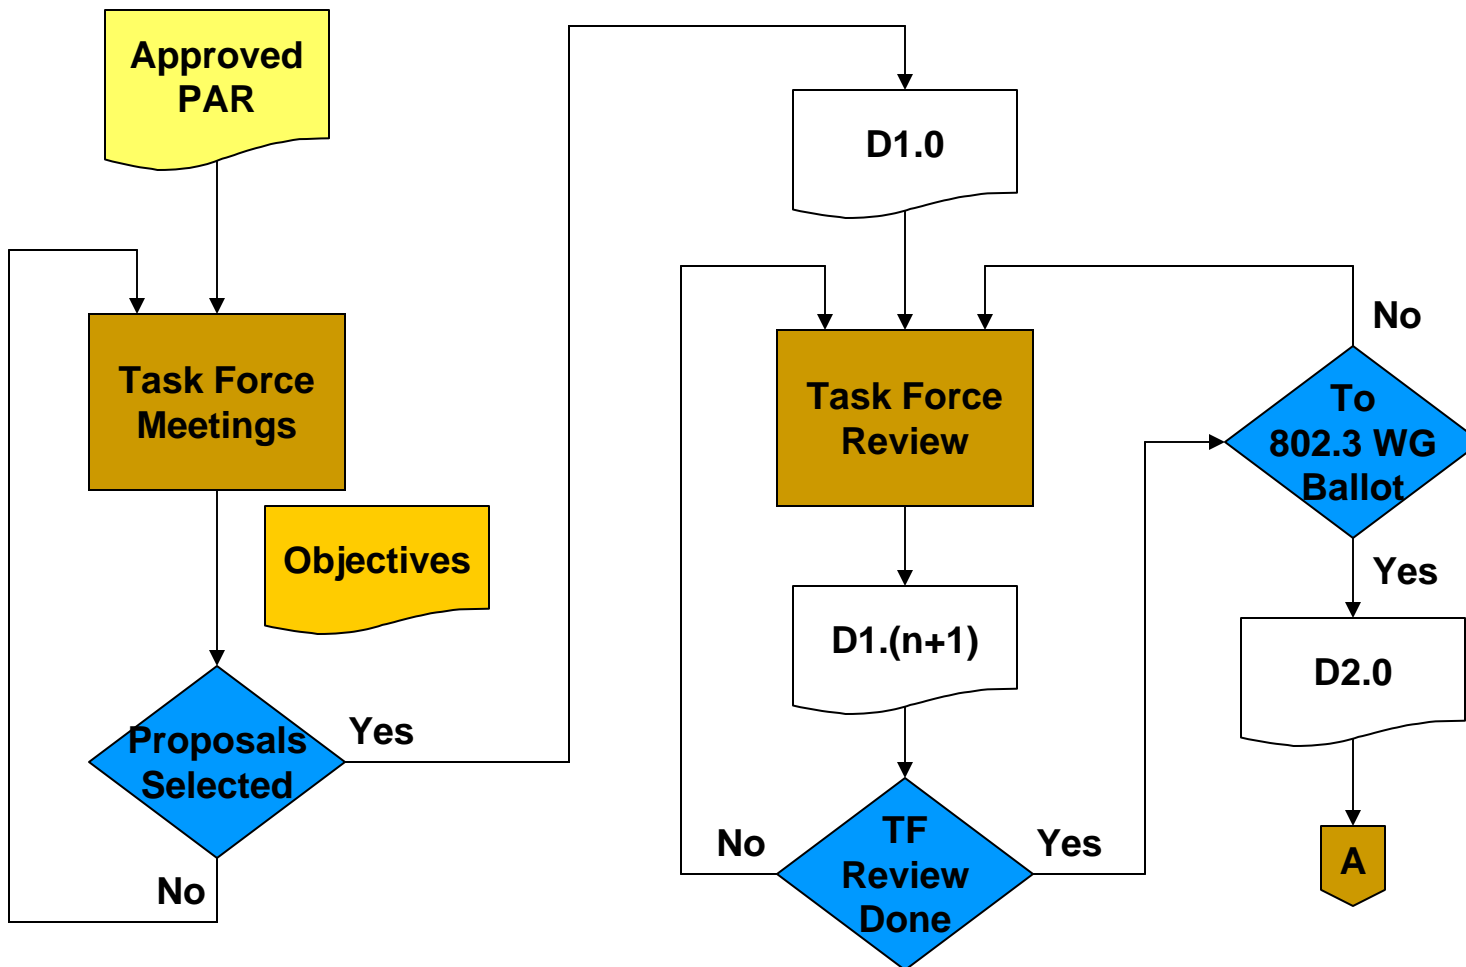 Approved
PAR
Task Force
Meetings
Objectives
Proposals
Selected
Yes
No
D1.0
Task Force
Review
D1.(n+1)
TF
Review
Done
No
Yes
To
802.3 WG
Ballot
No
Yes
D2.0
A